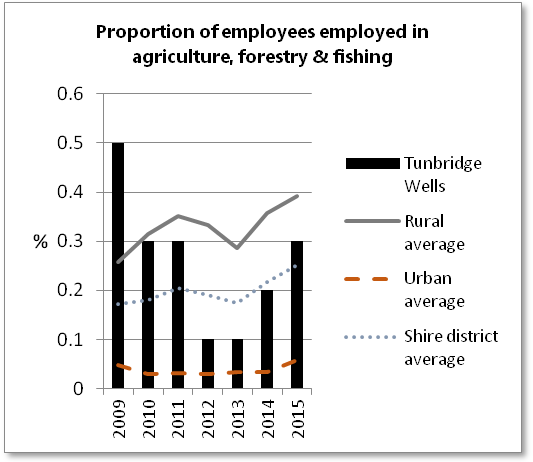 Proportion of employees employed in
agriculture, forestry & fishing
0.6
0.5
0.4
0.3
0.2
0.1
0
%
2009
2010
2011
2012
2013
2014
2015
Tunbridge
Wells
Rural
average
Urban
average
Shire district
average